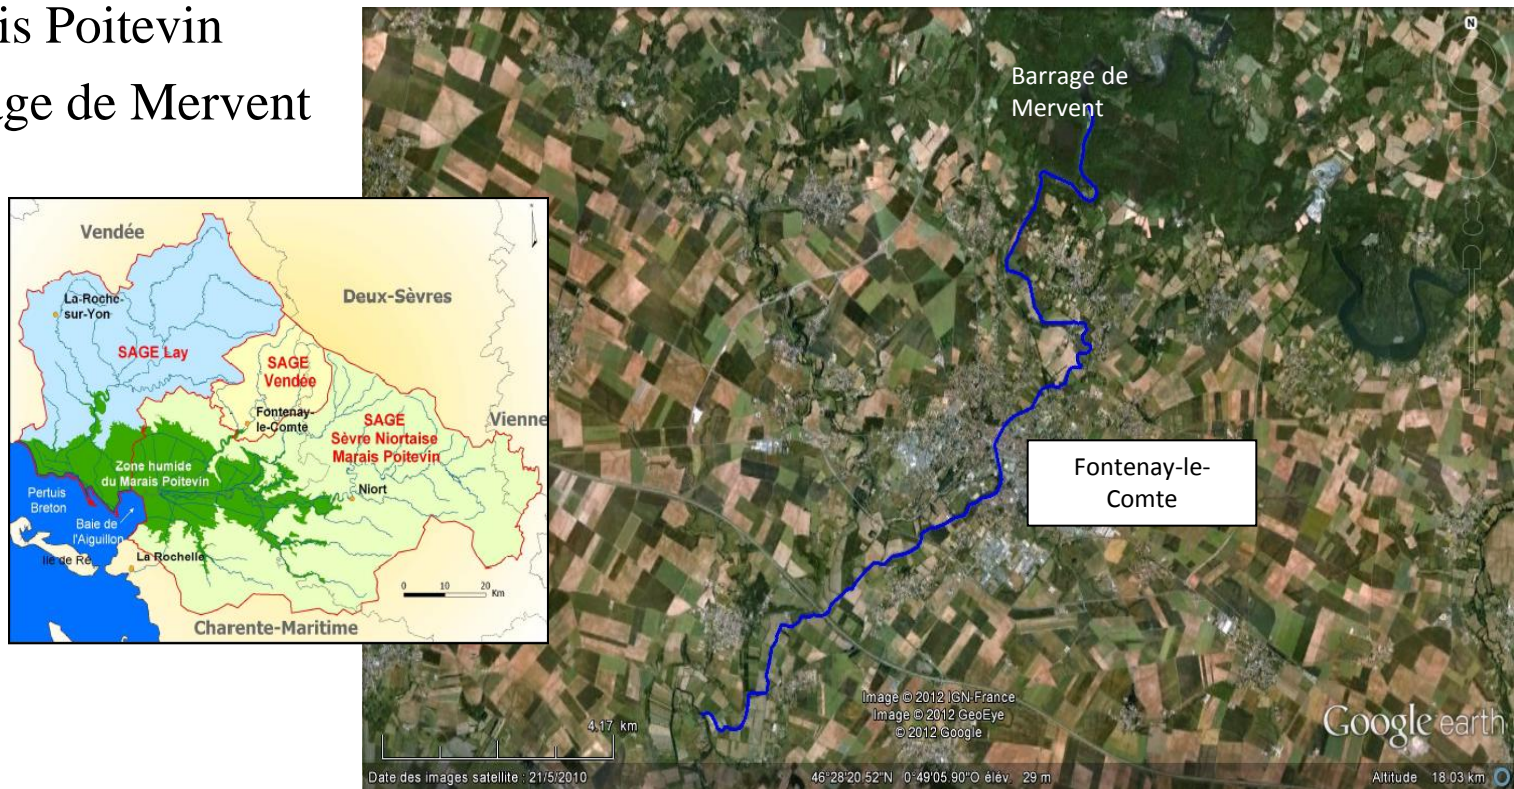 is Poitevin
ge de Mervent
Vendée
Deux-Sèvres
La-Roche-
sur-Yon
SAGE Lay
SAGE
Vendée
Fontenay-
le-Comte
SAGE
Sèvre Niortaise
Marais Poitevin
Vienne
Zone humide
du Marais Poitevin
Niort
Pertuis
Breton
Baie de
l'Aiguillon
Ile de Ré
La Rochelle
0 10 20
Km
Charente-Maritime
N
Barrage de
Mervent
Fontenay-le-
Comte
4.17 km
Image © 2012 IGN-France
Image © 2012 GeoEye
© 2012 Google
Google earth
Date des images satellite : 21/5/2010
46°28'20.52"N 0°49'05.90"O élév. 29 m
Altitude 18.03 km